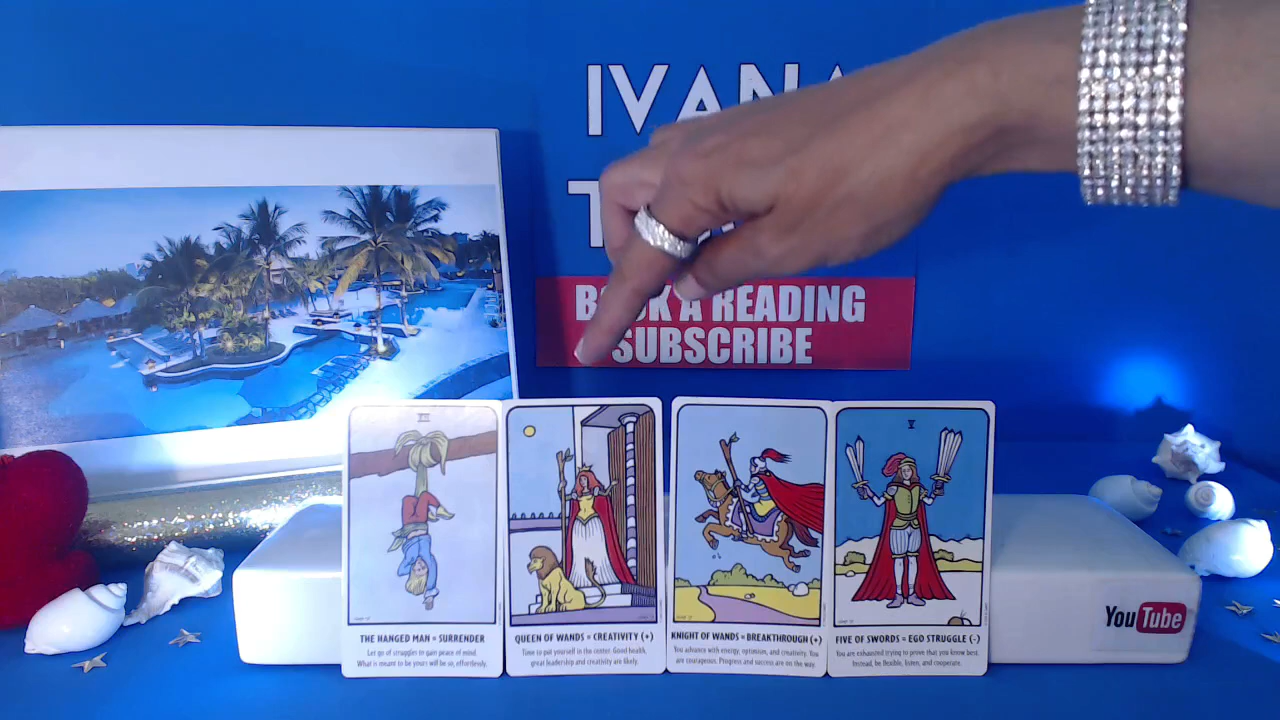 IVANA
BOOK A READING
SUBSCRIBE
THE HANGED MAN = SURRENDER
Let go of struggles to gain peace of mind.
What is meant to be yours will be so, effortlessly.
QUEEN OF WANDS = CREATIVITY (+)
Time to put yourself in the center. Good health,
great leadership and creativity are likely.
KNIGHT OF WANDS = BREAKTHROUGH (+)
You advance with energy, optimism, and creativity. You
are courageous. Progress and success are on the way.
V
FIVE OF SWORDS = EGO STRUGGLE (-)
You are exhausted trying to prove that you know best.
Instead, be flexible, listen, and cooperate.
YouTube